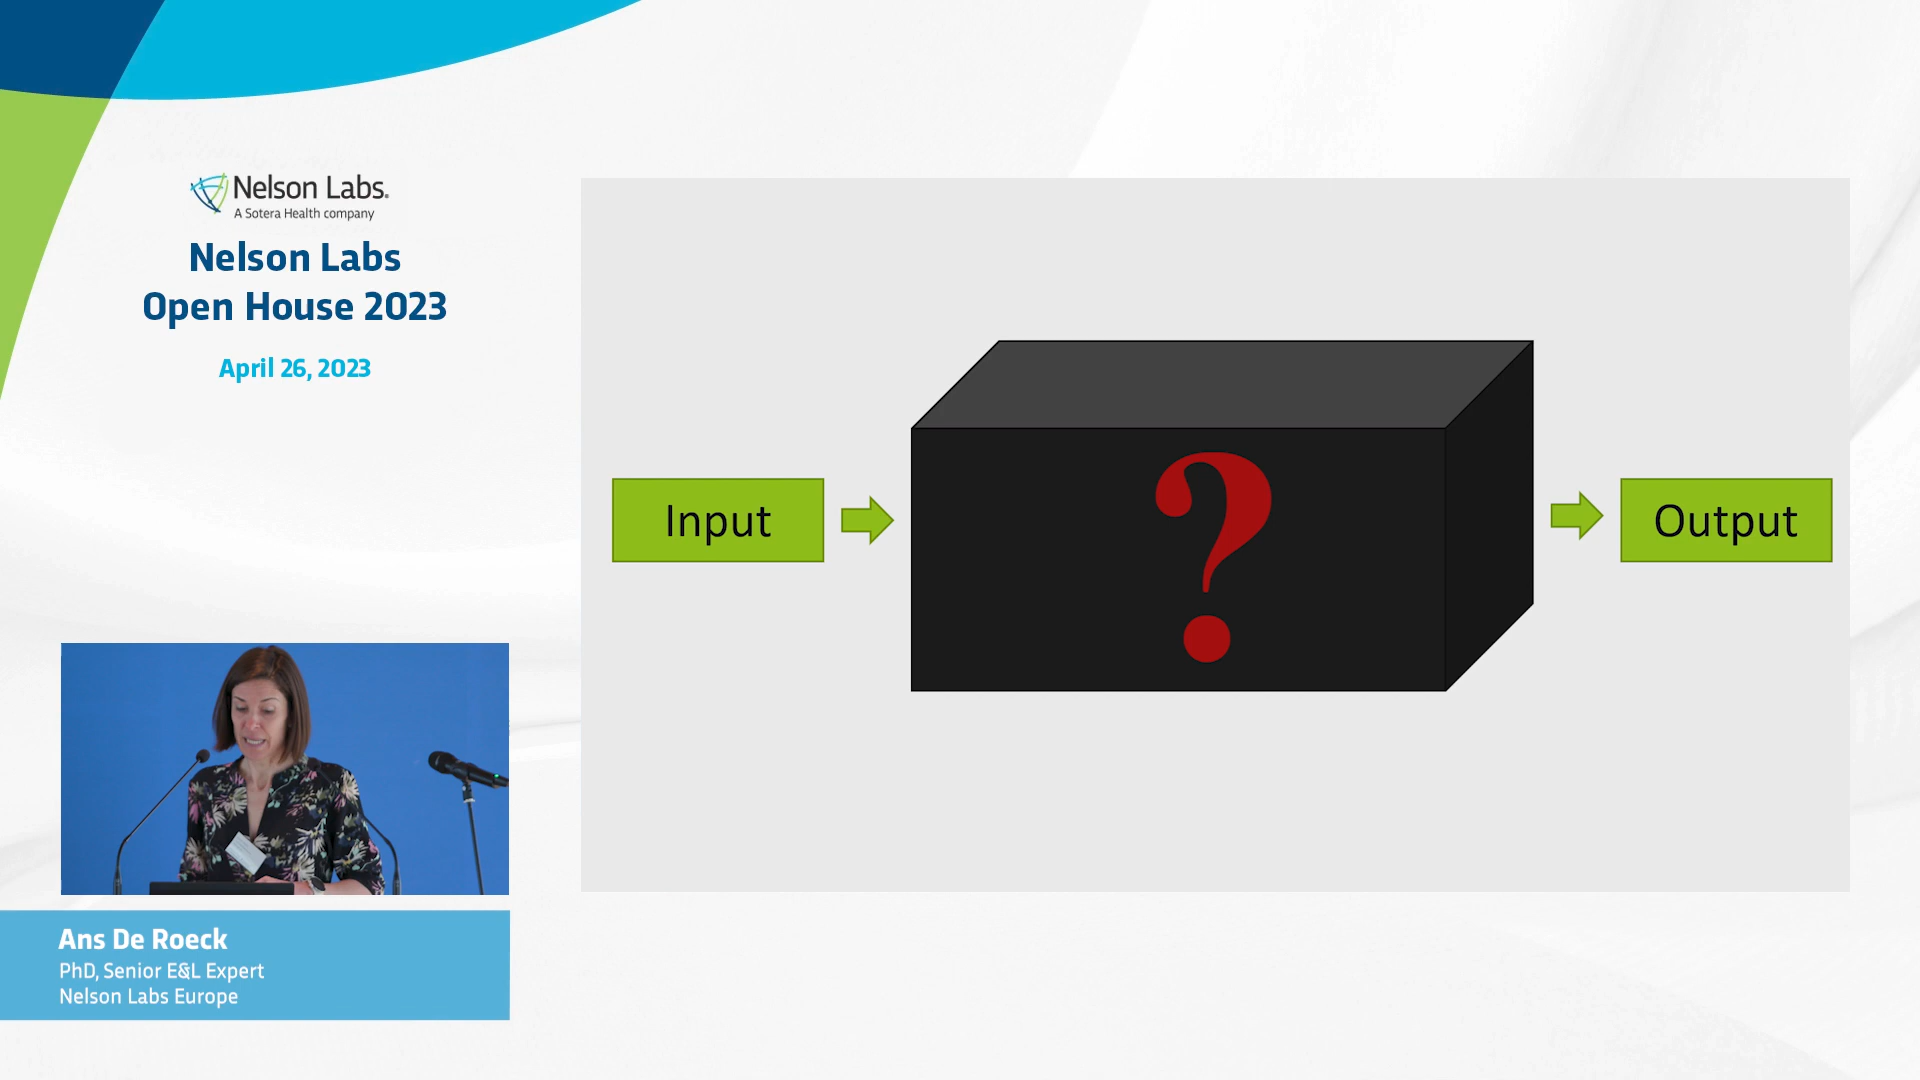 Nelson Labs.
A Sotera Health company
Nelson Labs
Open House 2023
April 26, 2023
Input
?
Output
Ans De Roeck
PhD, Senior E&L Expert
Nelson Labs Europe